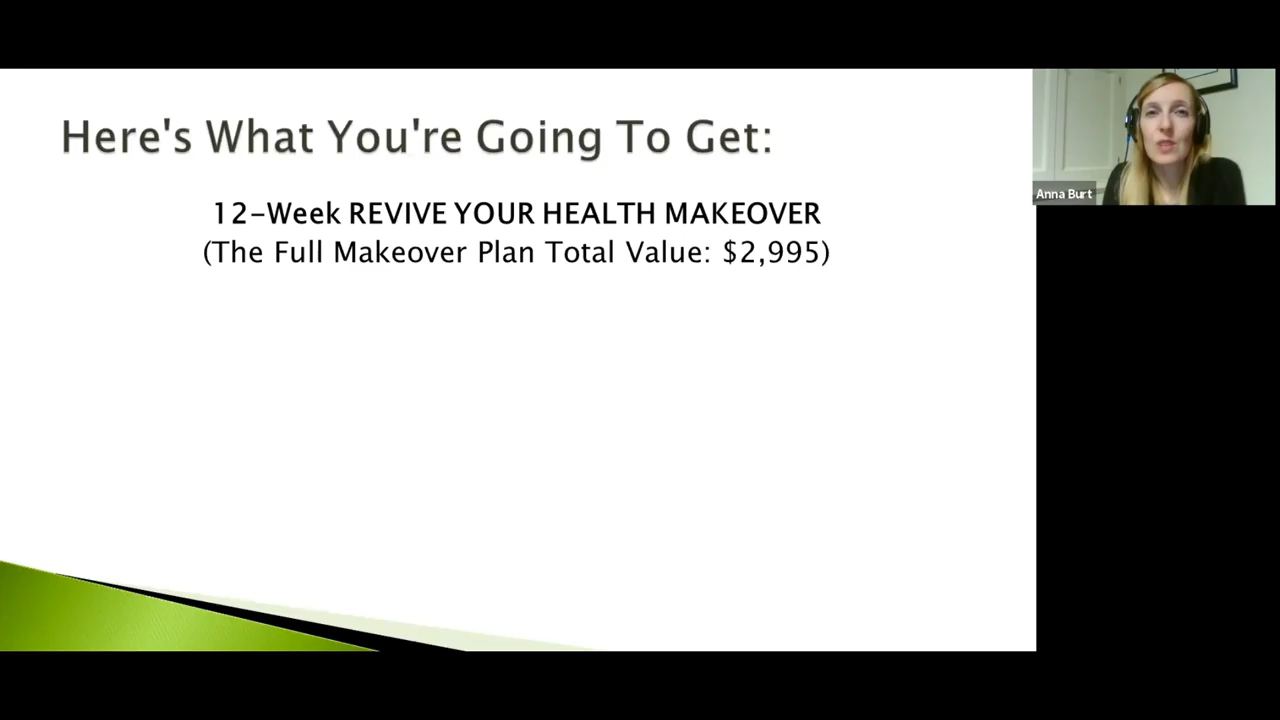 Here's What You're Going To Get:
12-Week REVIVE YOUR HEALTH MAKEOVER
(The Full Makeover Plan Total Value: $2,995)
Anna Burt